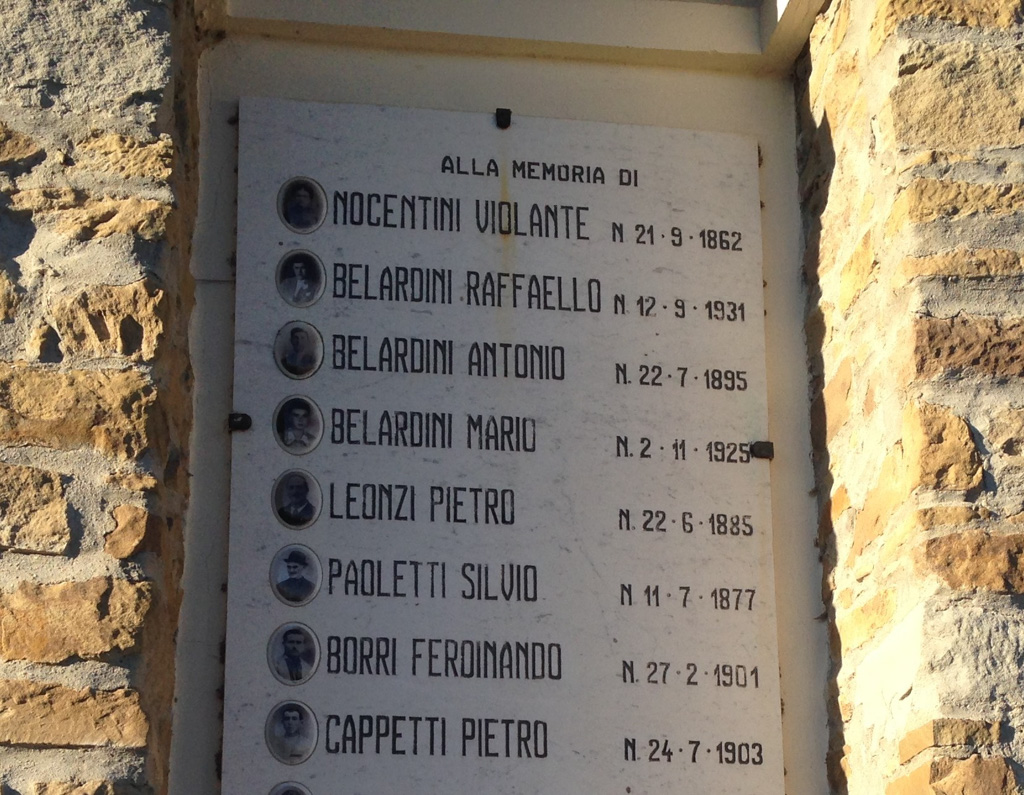 ALLA MEMORIA DI
NOCENTINI VIOLANTE N 21·9·1862
BELARDINI RAFFAELLO N 12·9·1931
BELARDINI ANTONIO N. 22·7·1895
BELARDINI MARIO N. 2·11·1925
LEONZI PIETRO N. 22·6·1885
PAOLETTI SILVIO N. 11·7·1877
BORRI FERDINANDO N. 27·2·1901
CAPPETTI PIETRO N. 24·7·1903